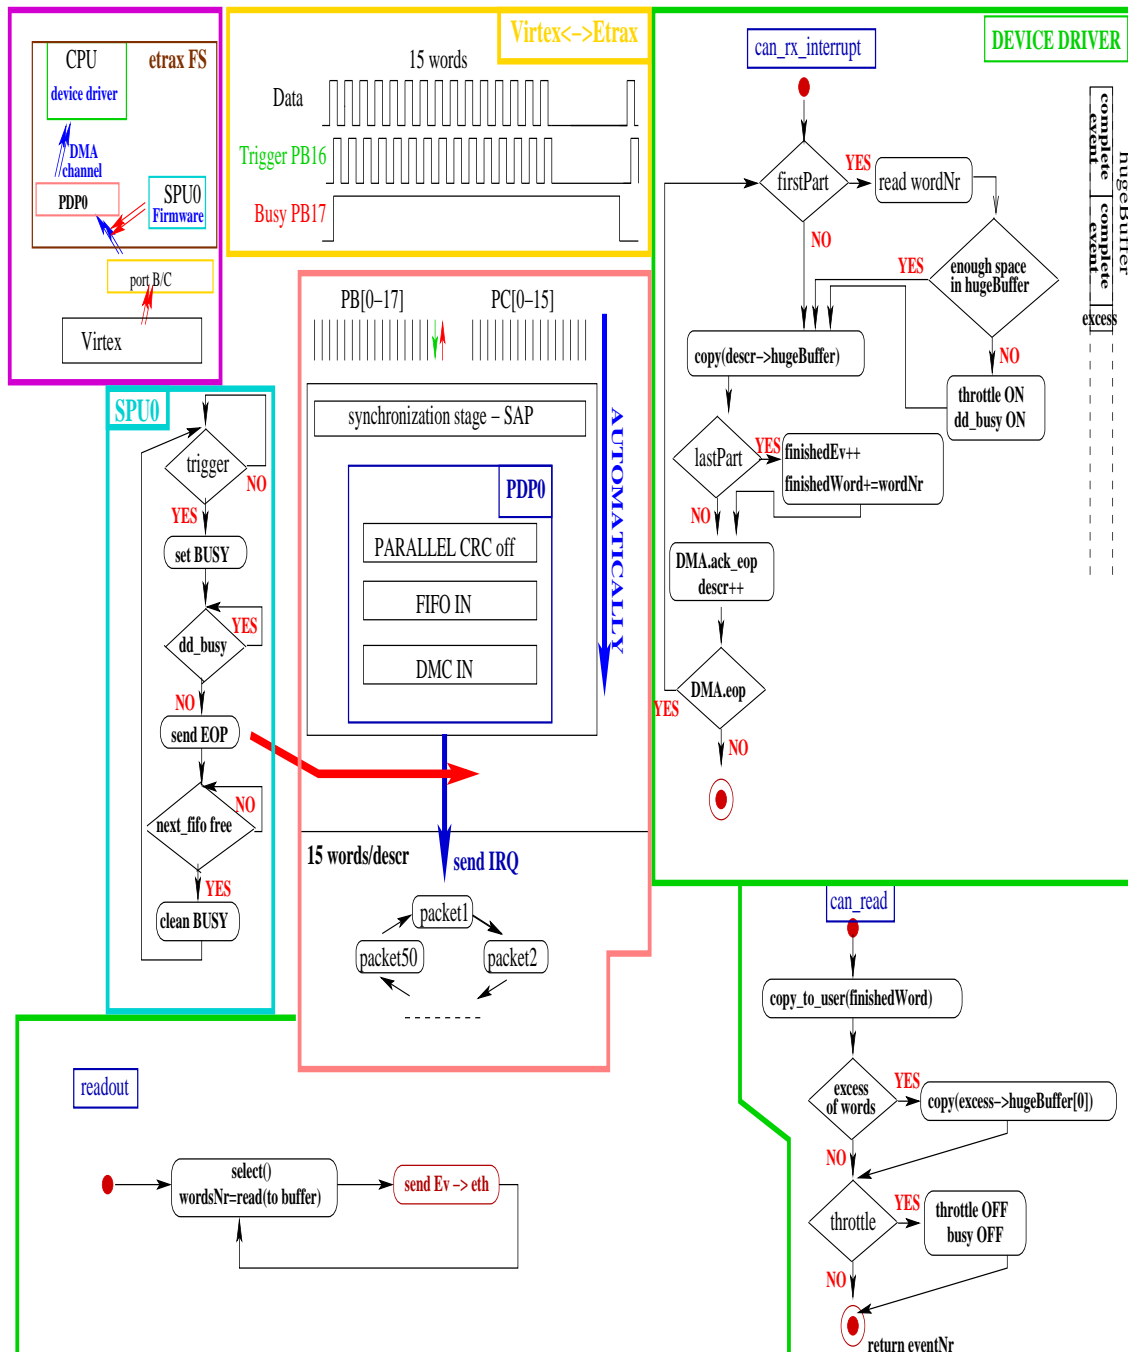 CPU
etrax FS
device driver
DMA
channel
PDP0
SPU0
Firmware
port B/C
Virtex
Virtex<->Etrax
15 words
Data
Trigger PB16
Busy PB17
DEVICE DRIVER
can_rx_interrupt
firstPart
YES
read wordNr
NO
YES
enough space
in hugeBuffer
NO
copy(descr->hugeBuffer)
throttle ON
dd_busy ON
lastPart
YES
finishedEv++
finishedWord+=wordNr
NO
DMA.ack_eop
descr++
DMA.eop
YES
NO
complete
event
complete
event
excess
hugeBuffer
SPU0
trigger
NO
YES
set BUSY
dd_busy
YES
NO
send EOP
next_fifo free
NO
YES
clean BUSY
PB[0-17]
PC[0-15]
synchronization stage - SAP
PDP0
PARALLEL CRC off
FIFO IN
DMC IN
AUTOMATICALLY
15 words/descr
send IRQ
packet1
packet50
packet2
can_read
copy_to_user(finishedWord)
excess
of words
YES
copy(excess->hugeBuffer[0])
NO
throttle
YES
throttle OFF
busy OFF
NO
return eventNr
readout
select()
wordsNr=read(to buffer)
send Ev -> eth